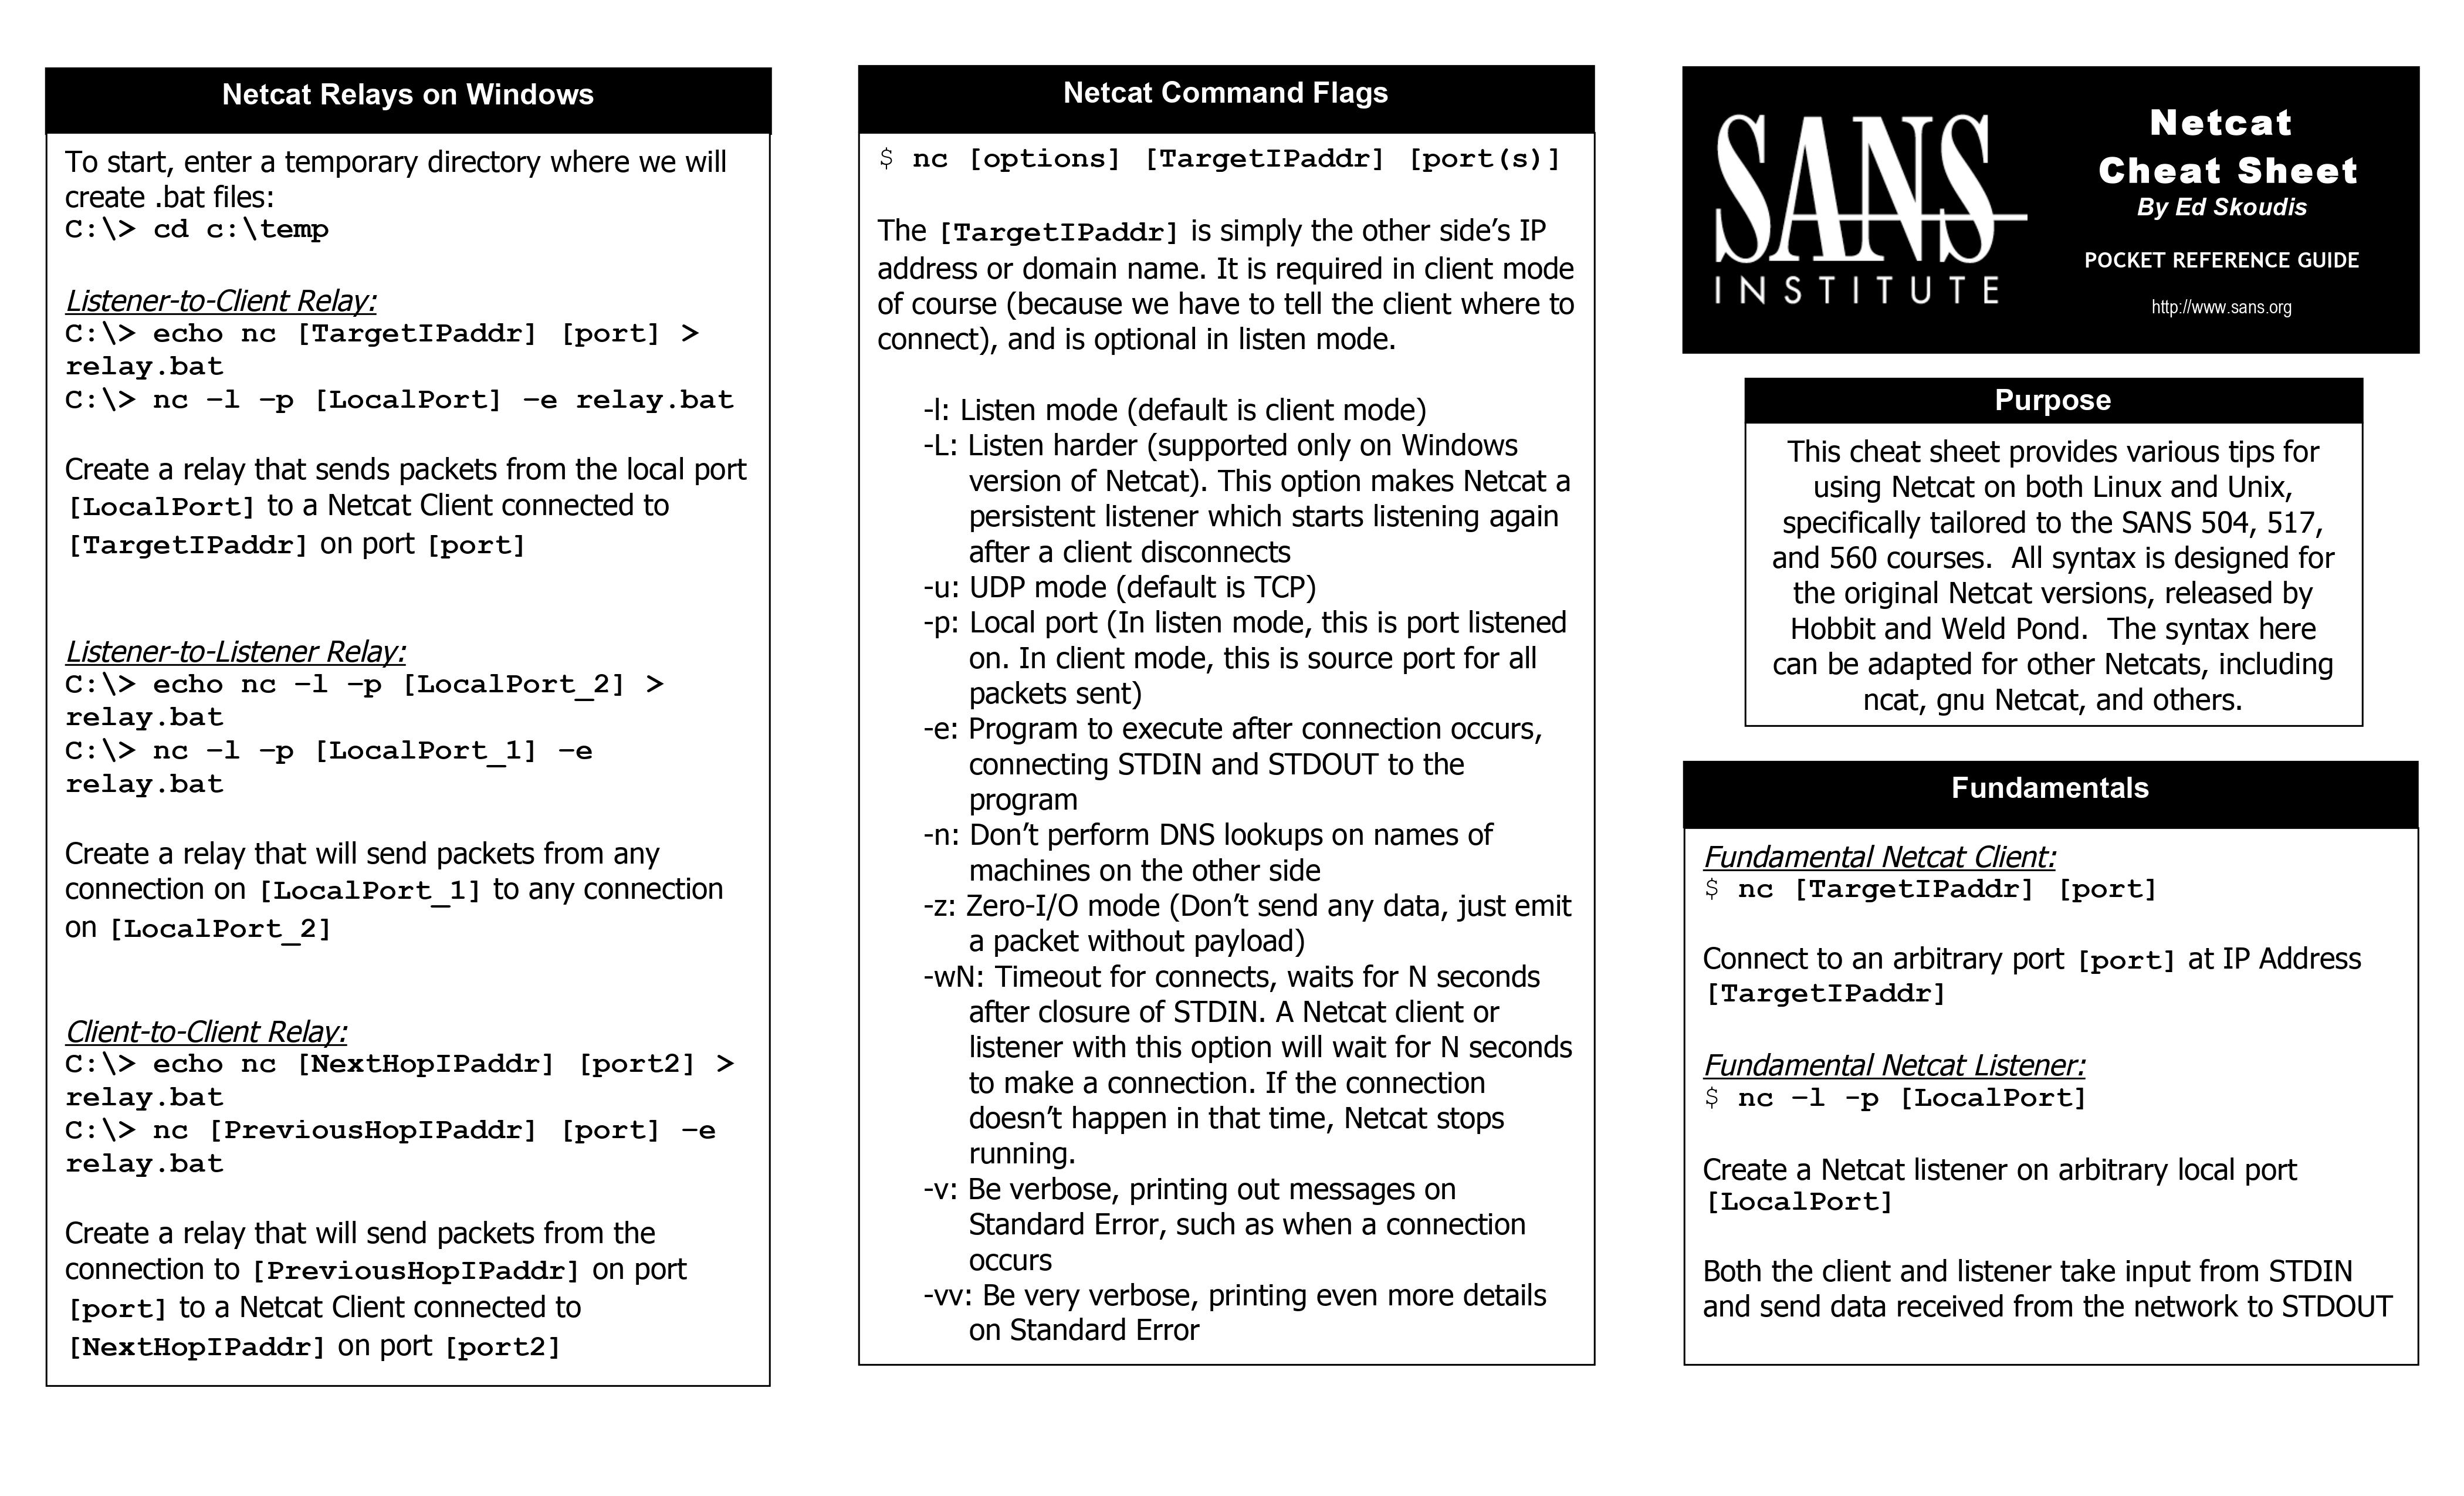 Netcat Relays on Windows
To start, enter a temporary directory where we will
create .bat files:
C:\> cd c:\temp
Listener-to-Client Relay:
C:\> echo nc [TargetIPaddr] [port] >
relay.bat
C:\> nc –l –p [LocalPort] –e relay.bat
Create a relay that sends packets from the local port
[LocalPort] to a Netcat Client connected to
[TargetIPaddr] on port [port]
Listener-to-Listener Relay:
C:\> echo nc –l –p [LocalPort_2] >
relay.bat
C:\> nc –l –p [LocalPort_1] –e
relay.bat
Create a relay that will send packets from any
connection on [LocalPort_1] to any connection
on [LocalPort_2]
Client-to-Client Relay:
C:\> echo nc [NextHopIPaddr] [port2] >
relay.bat
C:\> nc [PreviousHopIPaddr] [port] –e
relay.bat
Create a relay that will send packets from the
connection to [PreviousHopIPaddr] on port
[port] to a Netcat Client connected to
[NextHopIPaddr] on port [port2]
Netcat Command Flags
$ nc [options] [TargetIPaddr] [port(s)]
The [TargetIPaddr] is simply the other side’s IP
address or domain name. It is required in client mode
of course (because we have to tell the client where to
connect), and is optional in listen mode.
-l: Listen mode (default is client mode)
-L: Listen harder (supported only on Windows
version of Netcat). This option makes Netcat a
persistent listener which starts listening again
after a client disconnects
-u: UDP mode (default is TCP)
-p: Local port (In listen mode, this is port listened
on. In client mode, this is source port for all
packets sent)
-e: Program to execute after connection occurs,
connecting STDIN and STDOUT to the
program
-n: Don’t perform DNS lookups on names of
machines on the other side
-z: Zero-I/O mode (Don’t send any data, just emit
a packet without payload)
-wN: Timeout for connects, waits for N seconds
after closure of STDIN. A Netcat client or
listener with this option will wait for N seconds
to make a connection. If the connection
doesn’t happen in that time, Netcat stops
running.
-v: Be verbose, printing out messages on
Standard Error, such as when a connection
occurs
-vv: Be very verbose, printing even more details
on Standard Error
SANS
INSTITUTE
Netcat
Cheat Sheet
By Ed Skoudis
POCKET REFERENCE GUIDE
http://www.sans.org
Purpose
This cheat sheet provides various tips for
using Netcat on both Linux and Unix,
specifically tailored to the SANS 504, 517,
and 560 courses.  All syntax is designed for
the original Netcat versions, released by
Hobbit and Weld Pond.  The syntax here
can be adapted for other Netcats, including
ncat, gnu Netcat, and others.
Fundamentals
Fundamental Netcat Client:
$ nc [TargetIPaddr] [port]
Connect to an arbitrary port [port] at IP Address
[TargetIPaddr]
Fundamental Netcat Listener:
$ nc –l -p [LocalPort]
Create a Netcat listener on arbitrary local port
[LocalPort]
Both the client and listener take input from STDIN
and send data received from the network to STDOUT